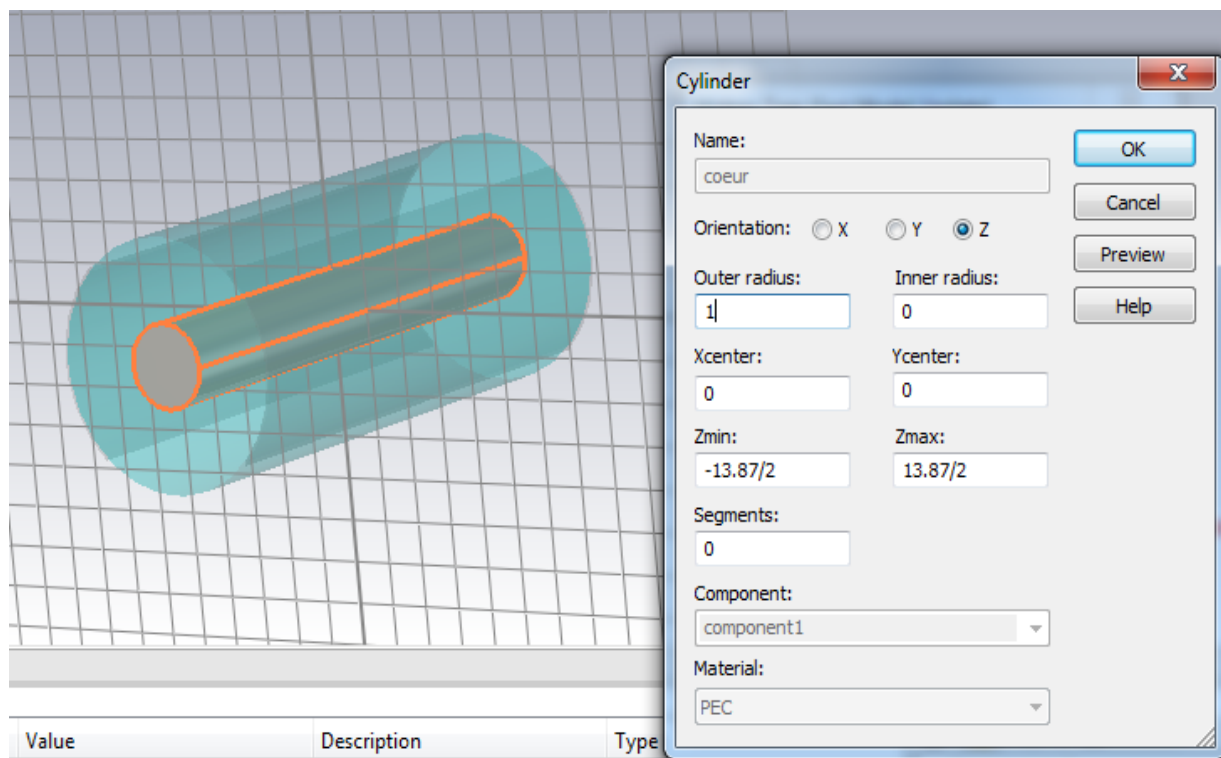 Cylinder
X
Name:
coeur
OK
Cancel
Orientation: X Y Z
Preview
Outer radius: Inner radius:
1 0
Help
Xcenter: Ycenter:
0 0
Zmin: Zmax:
-13.87/2 13.87/2
Segments:
0
Component:
component1
Material:
PEC
Value Description Type